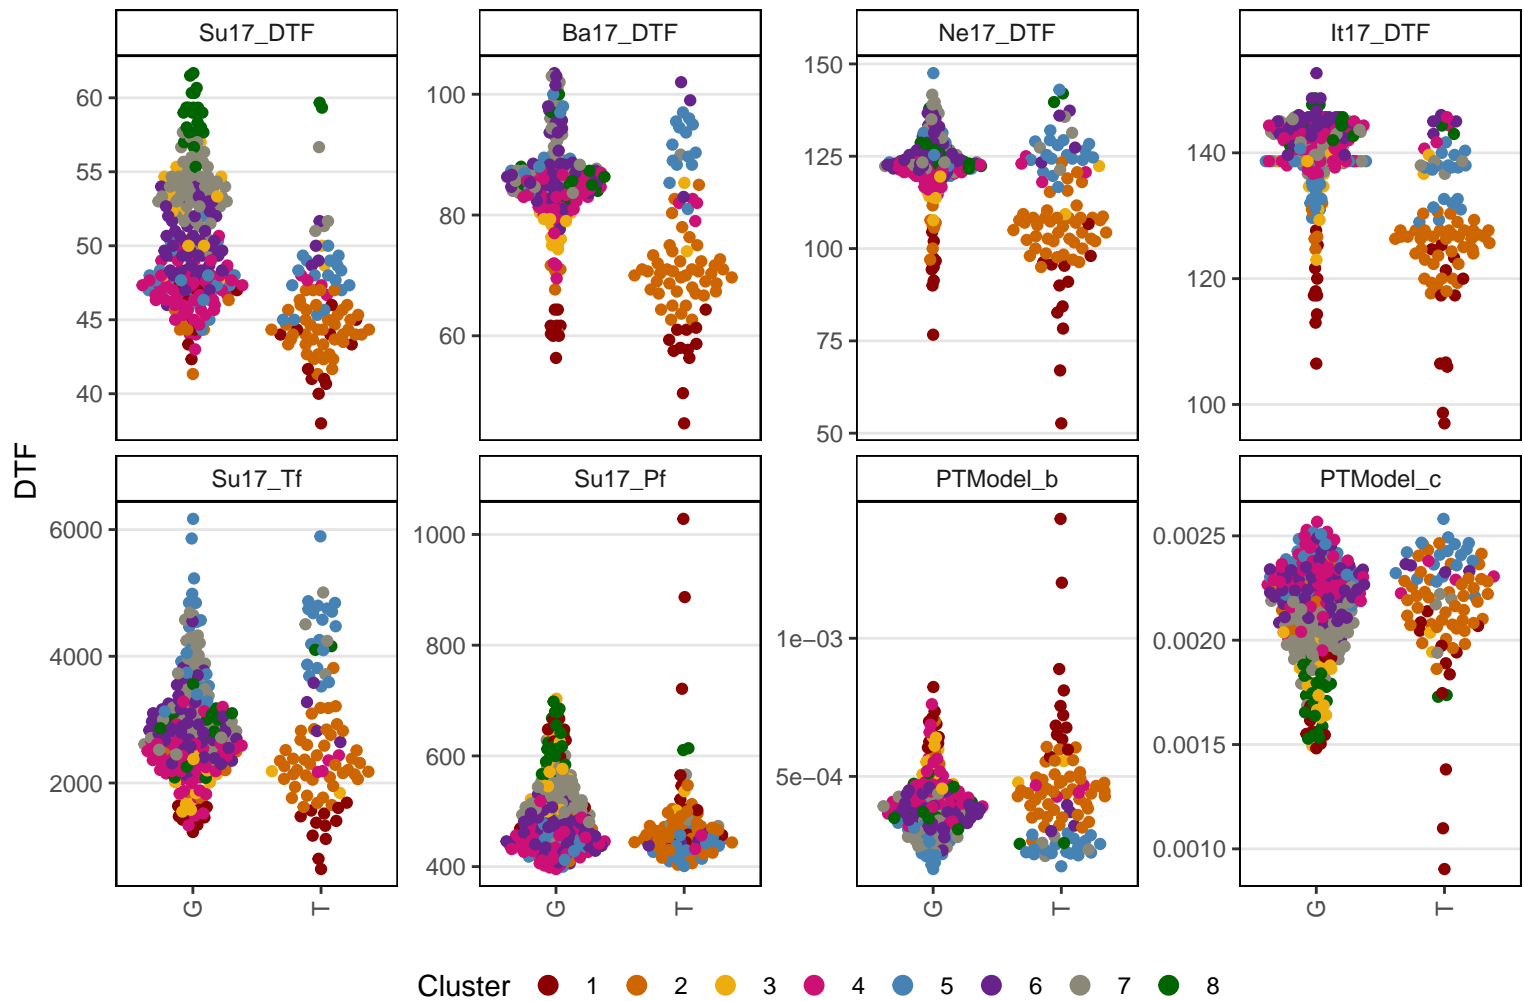 Su17_DTF Ba17_DTF Ne17_DTF It17_DTF
60 55 50 45 40
100 80 60
150 125 100 75 50
140 120 100
DTF
Su17_Tf Su17_Pf PTModel_b PTModel_c
6000 4000 2000
1000 800 600 400
1e−03 5e−04
0.0025 0.0020 0.0015 0.0010
G T G T G T G T
Cluster 1 2 3 4 5 6 7 8